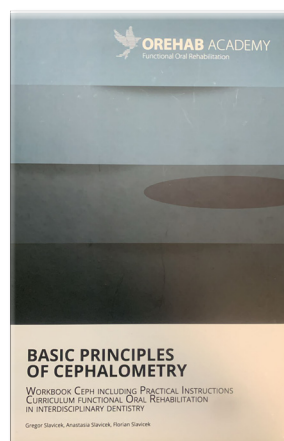 OREHAB ACADEMY
Functional Oral Rehabilitation
BASIC PRINCIPLES
OF CEPHALOMETRY
WORKBOOK CEPH INCLUDING PRACTICAL INSTRUCTIONS
CURRICULUM FUNCTIONAL ORAL REHABILITATION
IN INTERDISCIPLINARY DENTISTRY
Gregor Slavicek, Anastasia Slavicek, Florian Slavicek